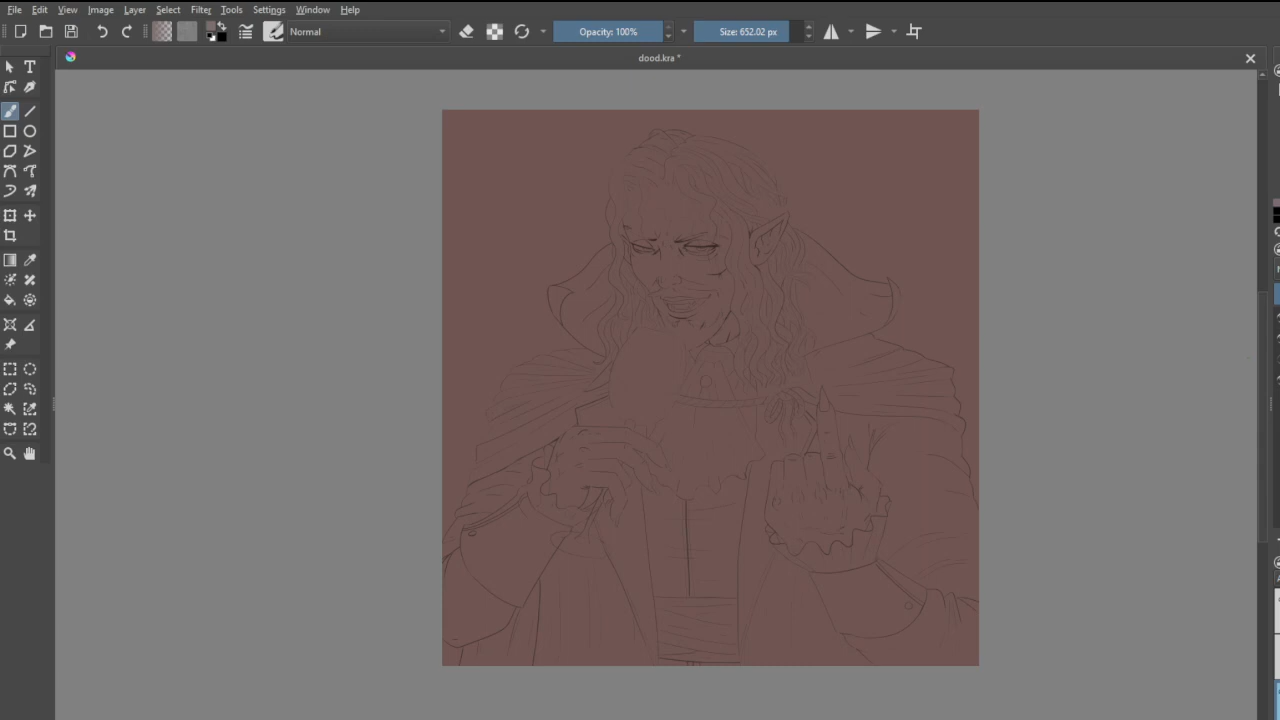 File Edit View Image Layer Select Filter Tools Settings Window Help
Normal Opacity: 100% Size: 652.02 px
dood.kra *